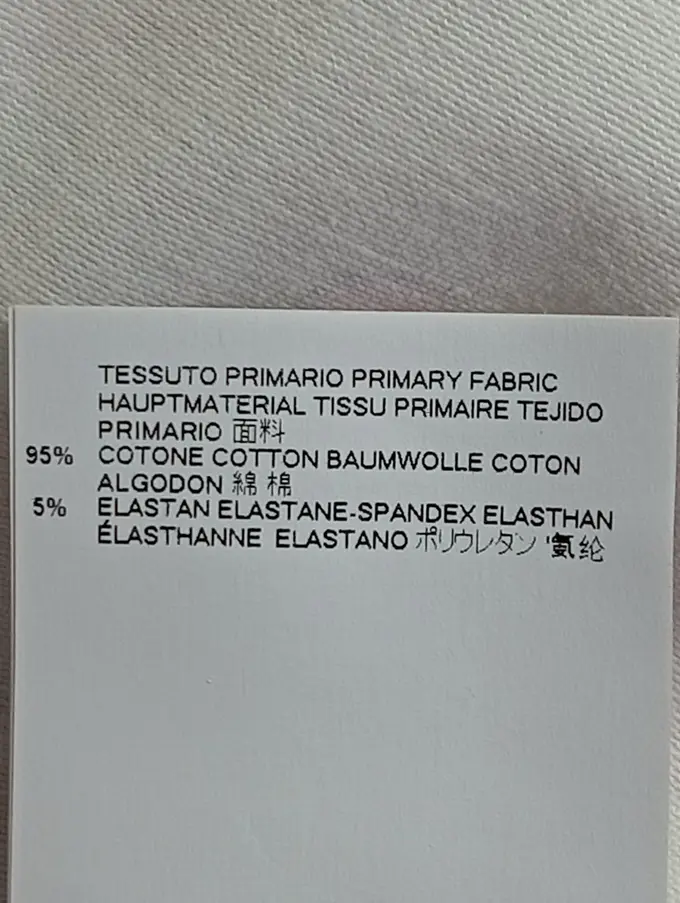 TESSUTO PRIMARIO PRIMARY FABRIC
HAUPTMATERIAL TISSU PRIMAIRE TEJIDO
PRIMARIO 面料
95% COTONE COTTON BAUMWOLLE COTON
ALGODON 綿 棉
5% ELASTAN ELASTANE-SPANDEX ELASTHAN
ÉLASTHANNE ELASTANO ポリウレタン '氨纶